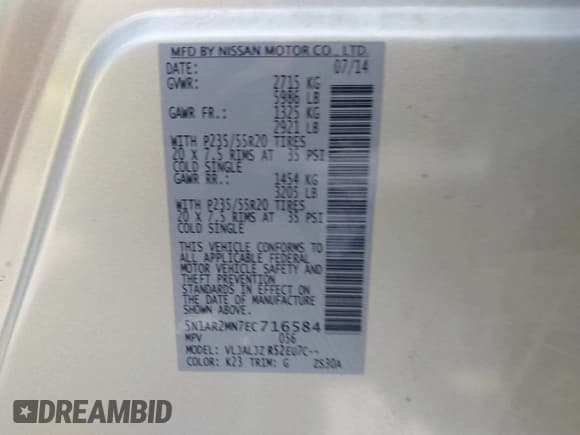 MFD BY NISSAN MOTOR CO., LTD.
DATE: 07/14
GVWR: 2715 KG
5986 LB
GAWR FR.: 1325 KG
2921 LB
WITH P235/55R20 TIRES
20 X 7.5 RIMS AT 35 PSI
COLD SINGLE
GAWR RR.: 1454 KG
3205 LB
WITH P235/55R20 TIRES
20 X 7.5 RIMS AT 35 PSI
COLD SINGLE
THIS VEHICLE CONFORMS TO
ALL APPLICABLE FEDERAL
MOTOR VEHICLE SAFETY AND
THEFT PREVENTION
STANDARDS IN EFFECT ON
THE DATE OF MANUFACTURE
SHOWN ABOVE.
5N1AR2MN7EC716584
MPV 056
MODEL: VLJALJZ R52EU7C--
COLOR: K23 TRIM: G 2S30A
DREAMBID